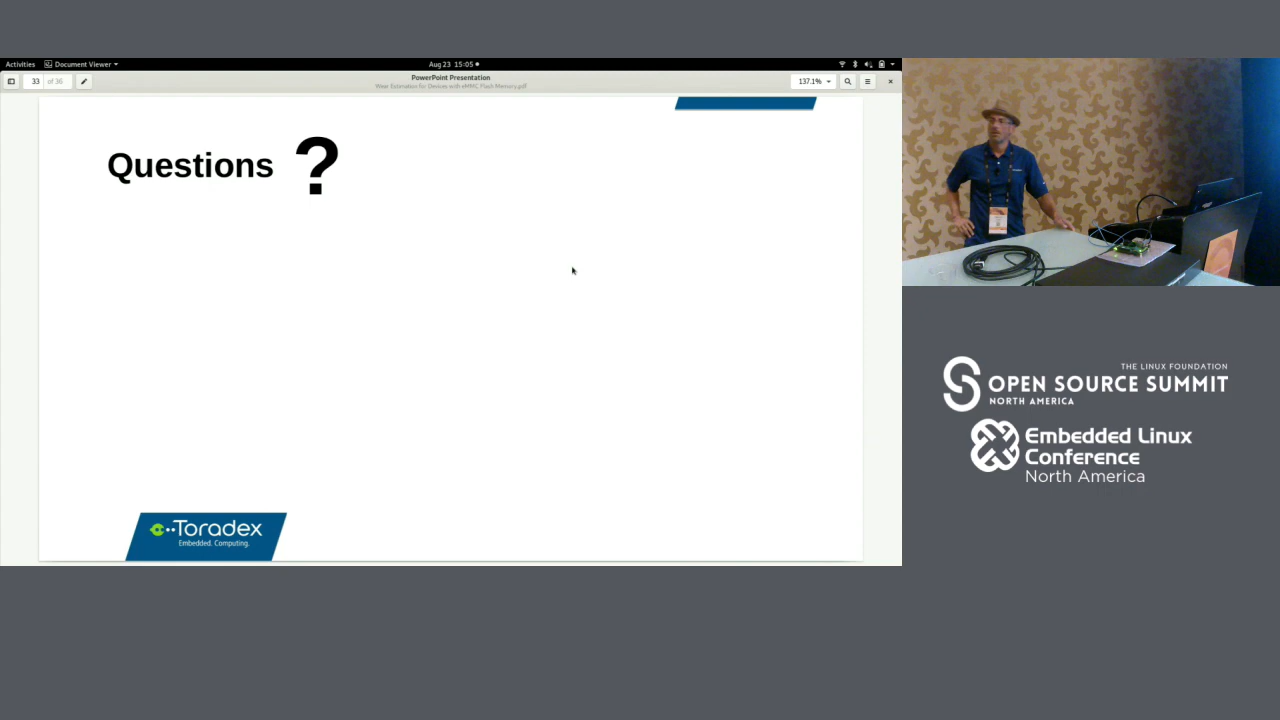 Activities Document Viewer Aug 23 15:05
33 of 36 PowerPoint Presentation 137.1%
Wear Estimation for Devices with eMMC Flash Memory.pdf
Questions ?
Toradex
Embedded. Computing.
THE LINUX FOUNDATION
OPEN SOURCE SUMMIT
NORTH AMERICA
Embedded Linux
Conference
North America